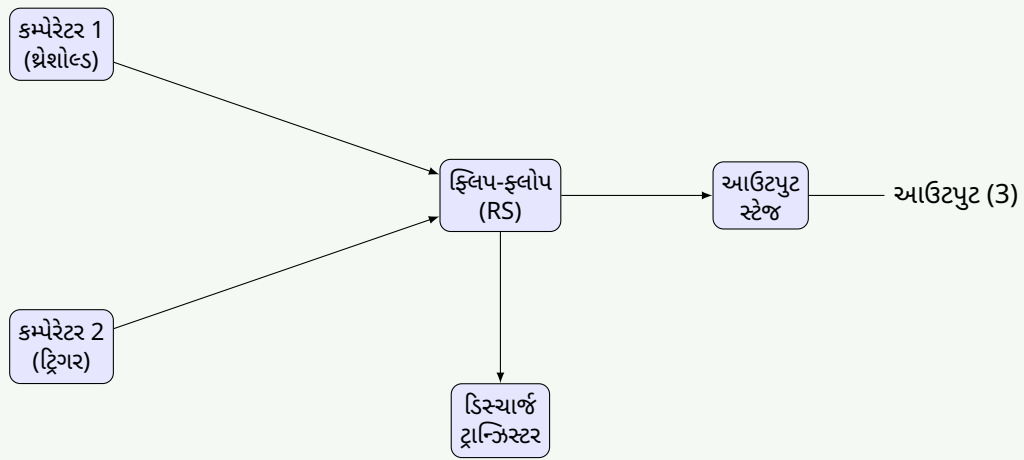 કમ્પેરેટર 1
(થ્રેશોલ્ડ)
ફ્લિપ-ફ્લોપ
(RS)
આઉટપુટ
સ્ટેજ
આઉટપુટ (3)
કમ્પેરેટર 2
(ટ્રિગર)
ડિસ્ચાર્જ
ટ્રાન્ઝિસ્ટર